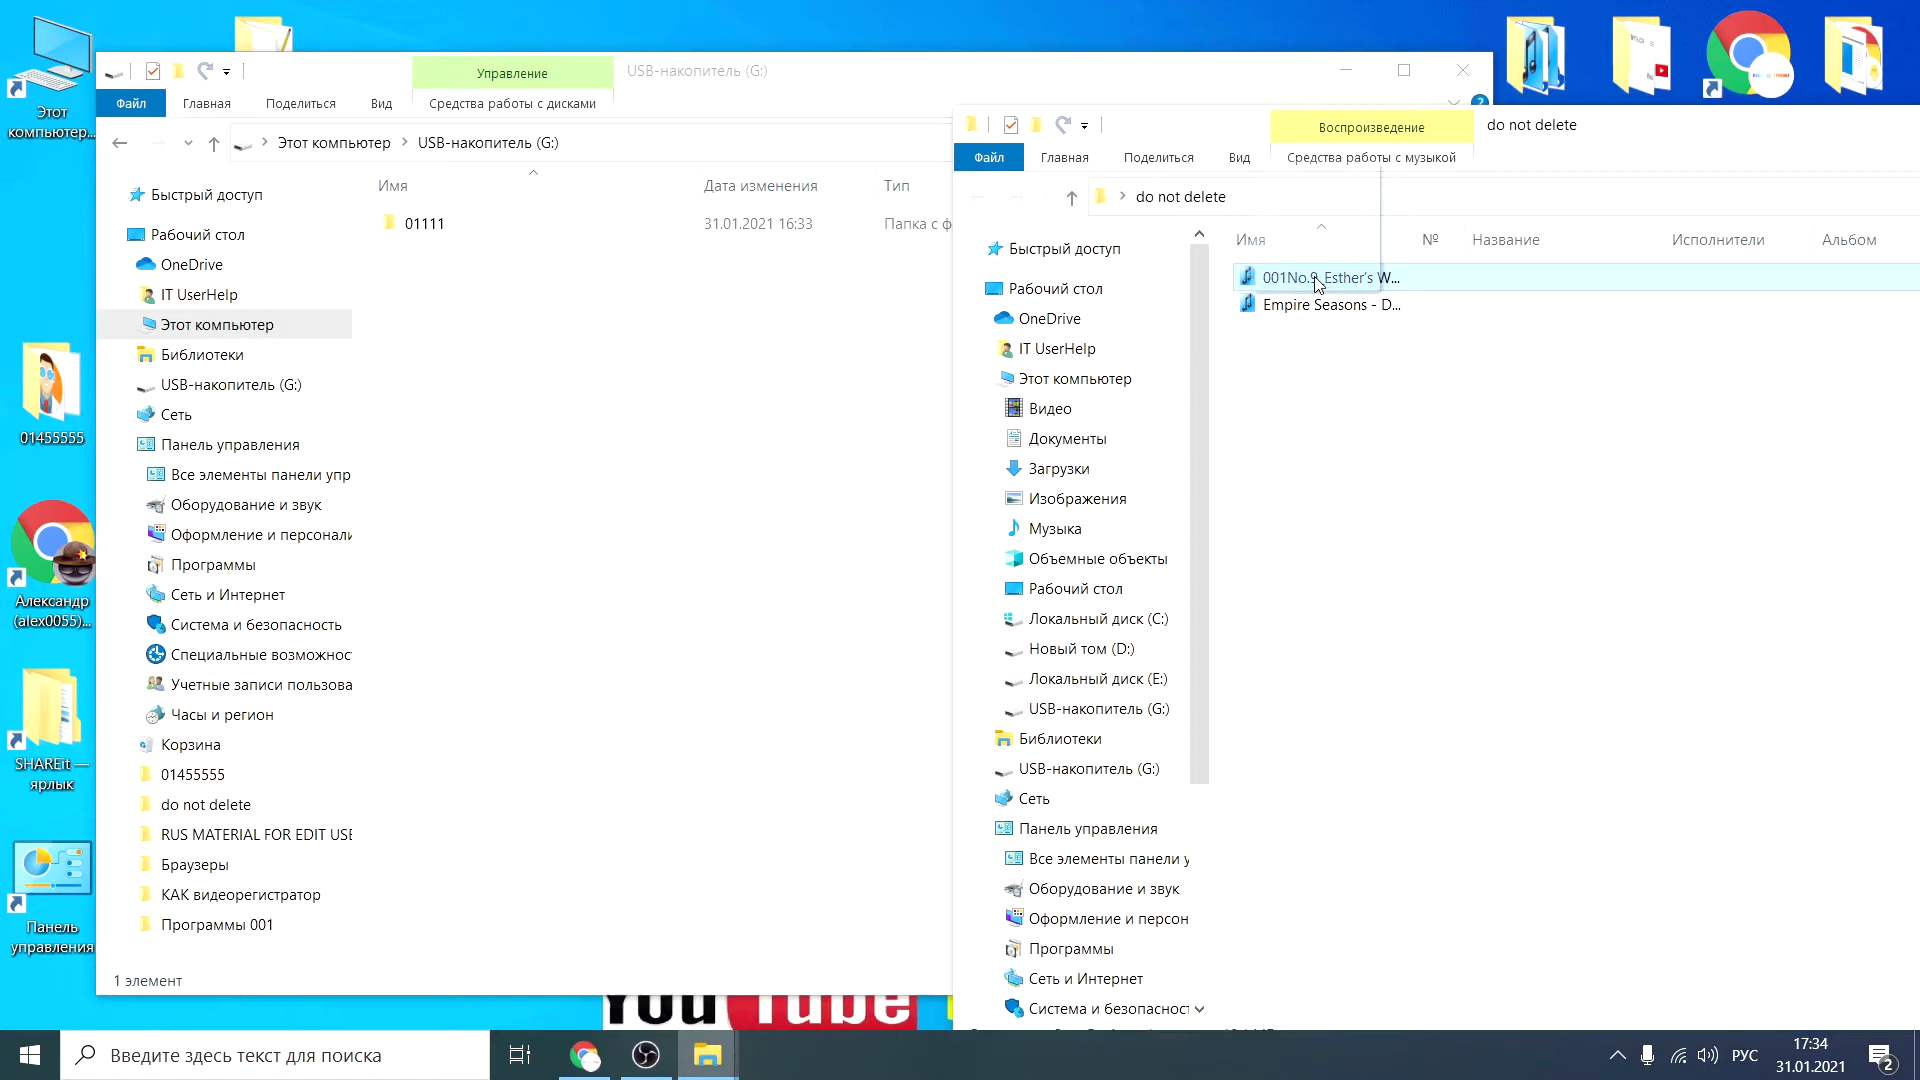 Этот
компьютер...
Управление
USB-накопитель (G:)
Файл
Главная
Поделиться
Вид
Средства работы с дисками
Этот компьютер
USB-накопитель (G:)
Имя
Дата изменения
Тип
01111
31.01.2021 16:33
Папка с ф
Быстрый доступ
Рабочий стол
OneDrive
IT UserHelp
Этот компьютер
Библиотеки
USB-накопитель (G:)
Сеть
Панель управления
Все элементы панели упр
Оборудование и звук
Оформление и персонали
Программы
Сеть и Интернет
Система и безопасность
Специальные возможнос
Учетные записи пользова
Часы и регион
Корзина
01455555
do not delete
RUS MATERIAL FOR EDIT USE
Браузеры
КАК видеорегистратор
Программы 001
1 элемент
Воспроизведение
do not delete
Файл
Главная
Поделиться
Вид
Средства работы с музыкой
do not delete
Имя
№
Название
Исполнители
Альбом
001No.9_Esther's W...
Empire Seasons - D...
Быстрый доступ
Рабочий стол
OneDrive
IT UserHelp
Этот компьютер
Видео
Документы
Загрузки
Изображения
Музыка
Объемные объекты
Рабочий стол
Локальный диск (C:)
Новый том (D:)
Локальный диск (E:)
USB-накопитель (G:)
Библиотеки
USB-накопитель (G:)
Сеть
Панель управления
Все элементы панели у
Оборудование и звук
Оформление и персон
Программы
Сеть и Интернет
Система и безопасност
01455555
Александр
(alex0055)...
SHAREit —
ярлык
Панель
управления
YouTube
Введите здесь текст для поиска
РУС
17:34
31.01.2021
2